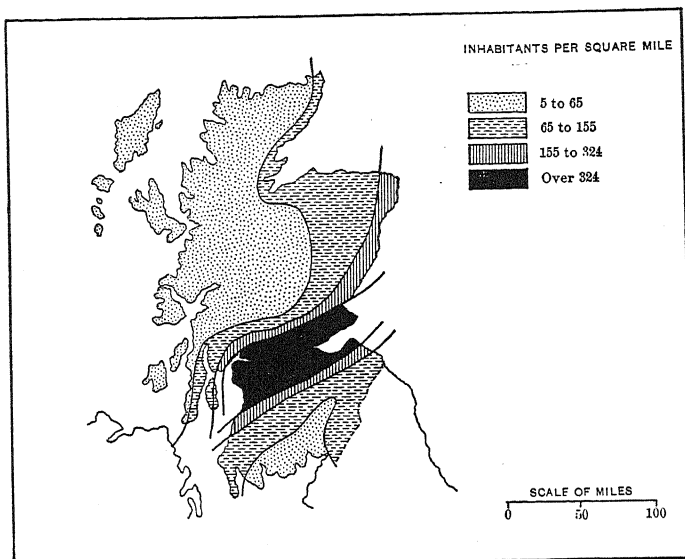 INHABITANTS PER SQUARE MILE
5 to 65
65 to 155
155 to 324
Over 324
SCALE OF MILES
0 50 100